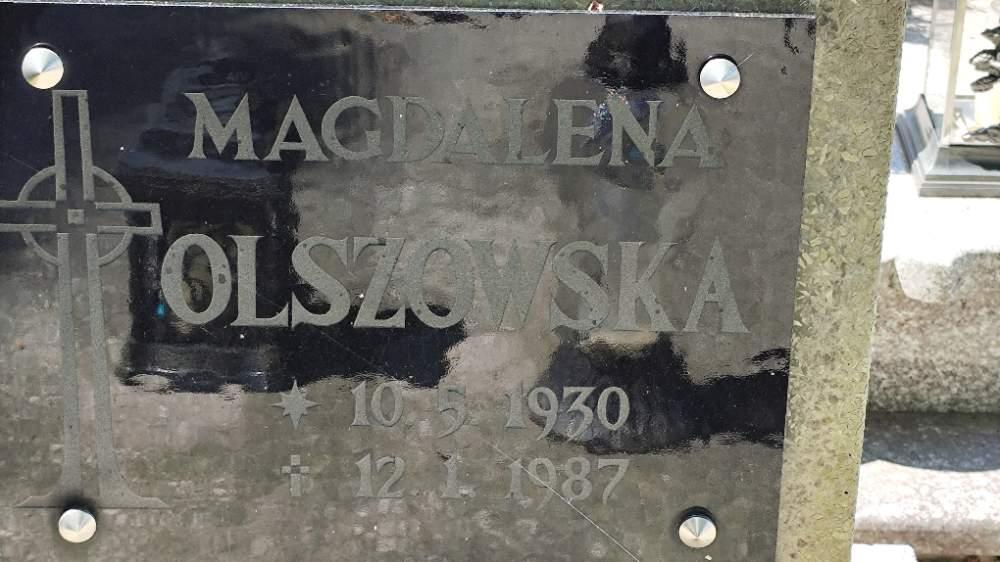 MAGDALENA
OLSZOWSKA
✶ 10. 5. 1930
✝ 12. 1. 1987